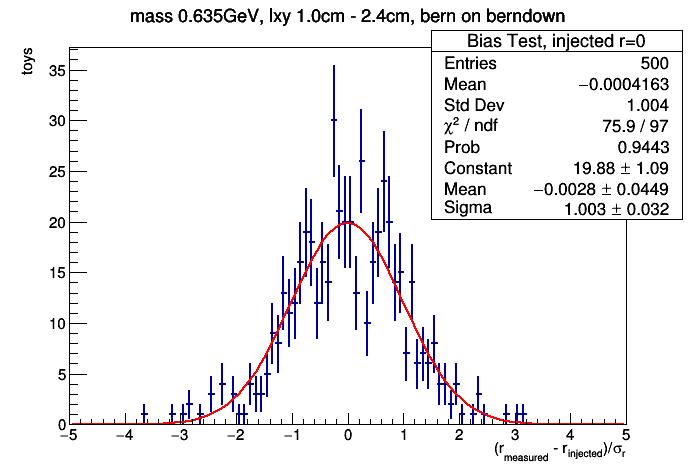 mass 0.635GeV, lxy 1.0cm - 2.4cm, bern on berndown
Bias Test, injected r=0
Entries 500
Mean −0.0004163
Std Dev 1.004
χ² / ndf 75.9 / 97
Prob 0.9443
Constant 19.88 ± 1.09
Mean −0.0028 ± 0.0449
Sigma 1.003 ± 0.032
toys
35
30
25
20
15
10
5
0
−5 −4 −3 −2 −1 0 1 2 3 4 5
(r_measured - r_injected)/σ_r